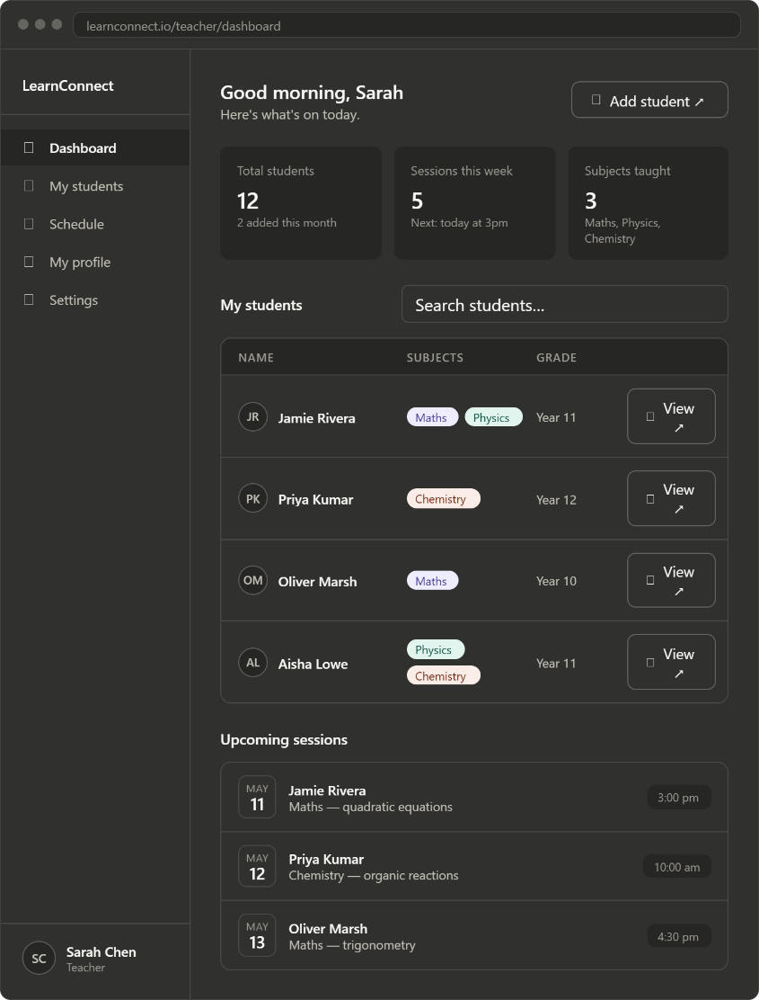 learnconnect.io/teacher/dashboard
LearnConnect
Dashboard
My students
Schedule
My profile
Settings
SC
Sarah Chen
Teacher
Good morning, Sarah
Here's what's on today.
Add student ↗
Total students
12
2 added this month
Sessions this week
5
Next: today at 3pm
Subjects taught
3
Maths, Physics,
Chemistry
My students
Search students...
NAME SUBJECTS GRADE
JR Jamie Rivera Maths Physics Year 11 View
↗
PK Priya Kumar Chemistry Year 12 View
↗
OM Oliver Marsh Maths Year 10 View
↗
AL Aisha Lowe Physics
Chemistry Year 11 View
↗
Upcoming sessions
MAY
11
Jamie Rivera
Maths — quadratic equations
3:00 pm
MAY
12
Priya Kumar
Chemistry — organic reactions
10:00 am
MAY
13
Oliver Marsh
Maths — trigonometry
4:30 pm